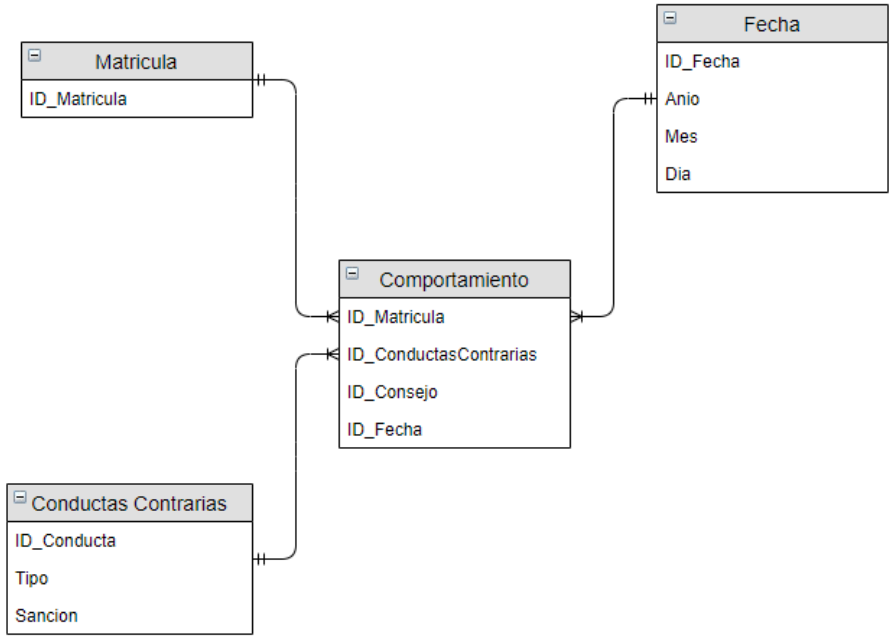 Matricula
ID_Matricula
Fecha
ID_Fecha
Anio
Mes
Dia
Comportamiento
ID_Matricula
ID_ConductasContrarias
ID_Consejo
ID_Fecha
Conductas Contrarias
ID_Conducta
Tipo
Sancion